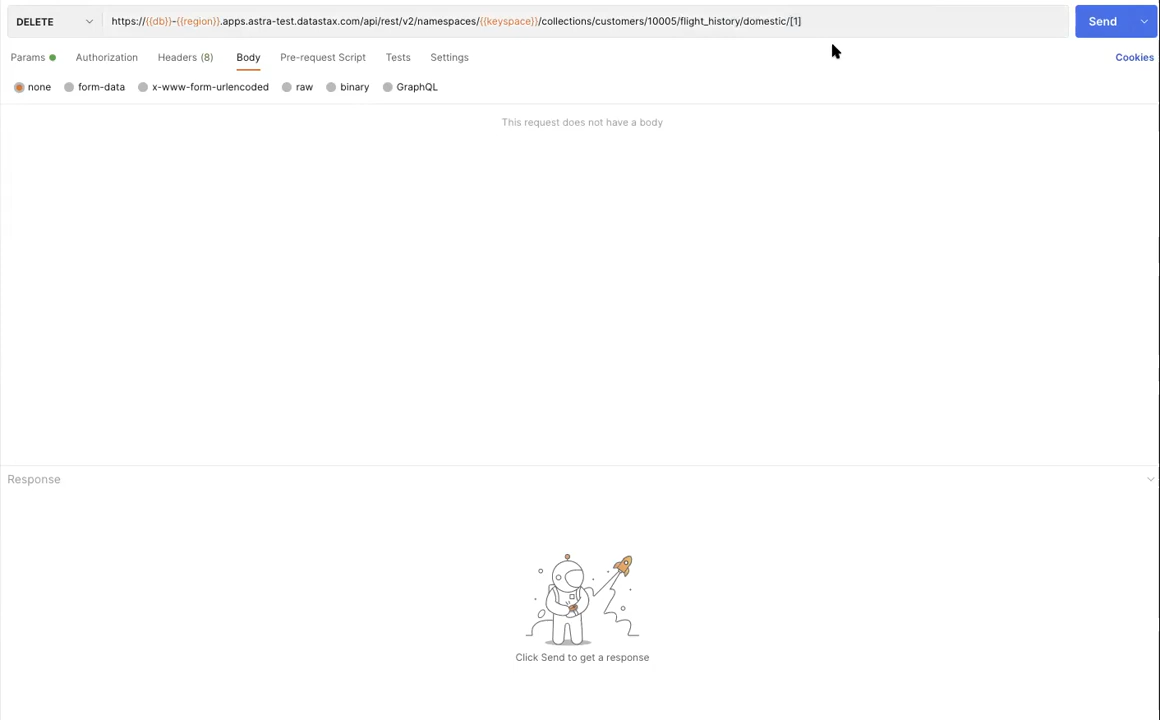 DELETE https://{{db}}-{{region}}.apps.astra-test.datastax.com/api/rest/v2/namespaces/{{keyspace}}/collections/customers/10005/flight_history/domestic/[1] Send
Params Authorization Headers (8) Body Pre-request Script Tests Settings Cookies
none form-data x-www-form-urlencoded raw binary GraphQL
This request does not have a body
Response
Click Send to get a response